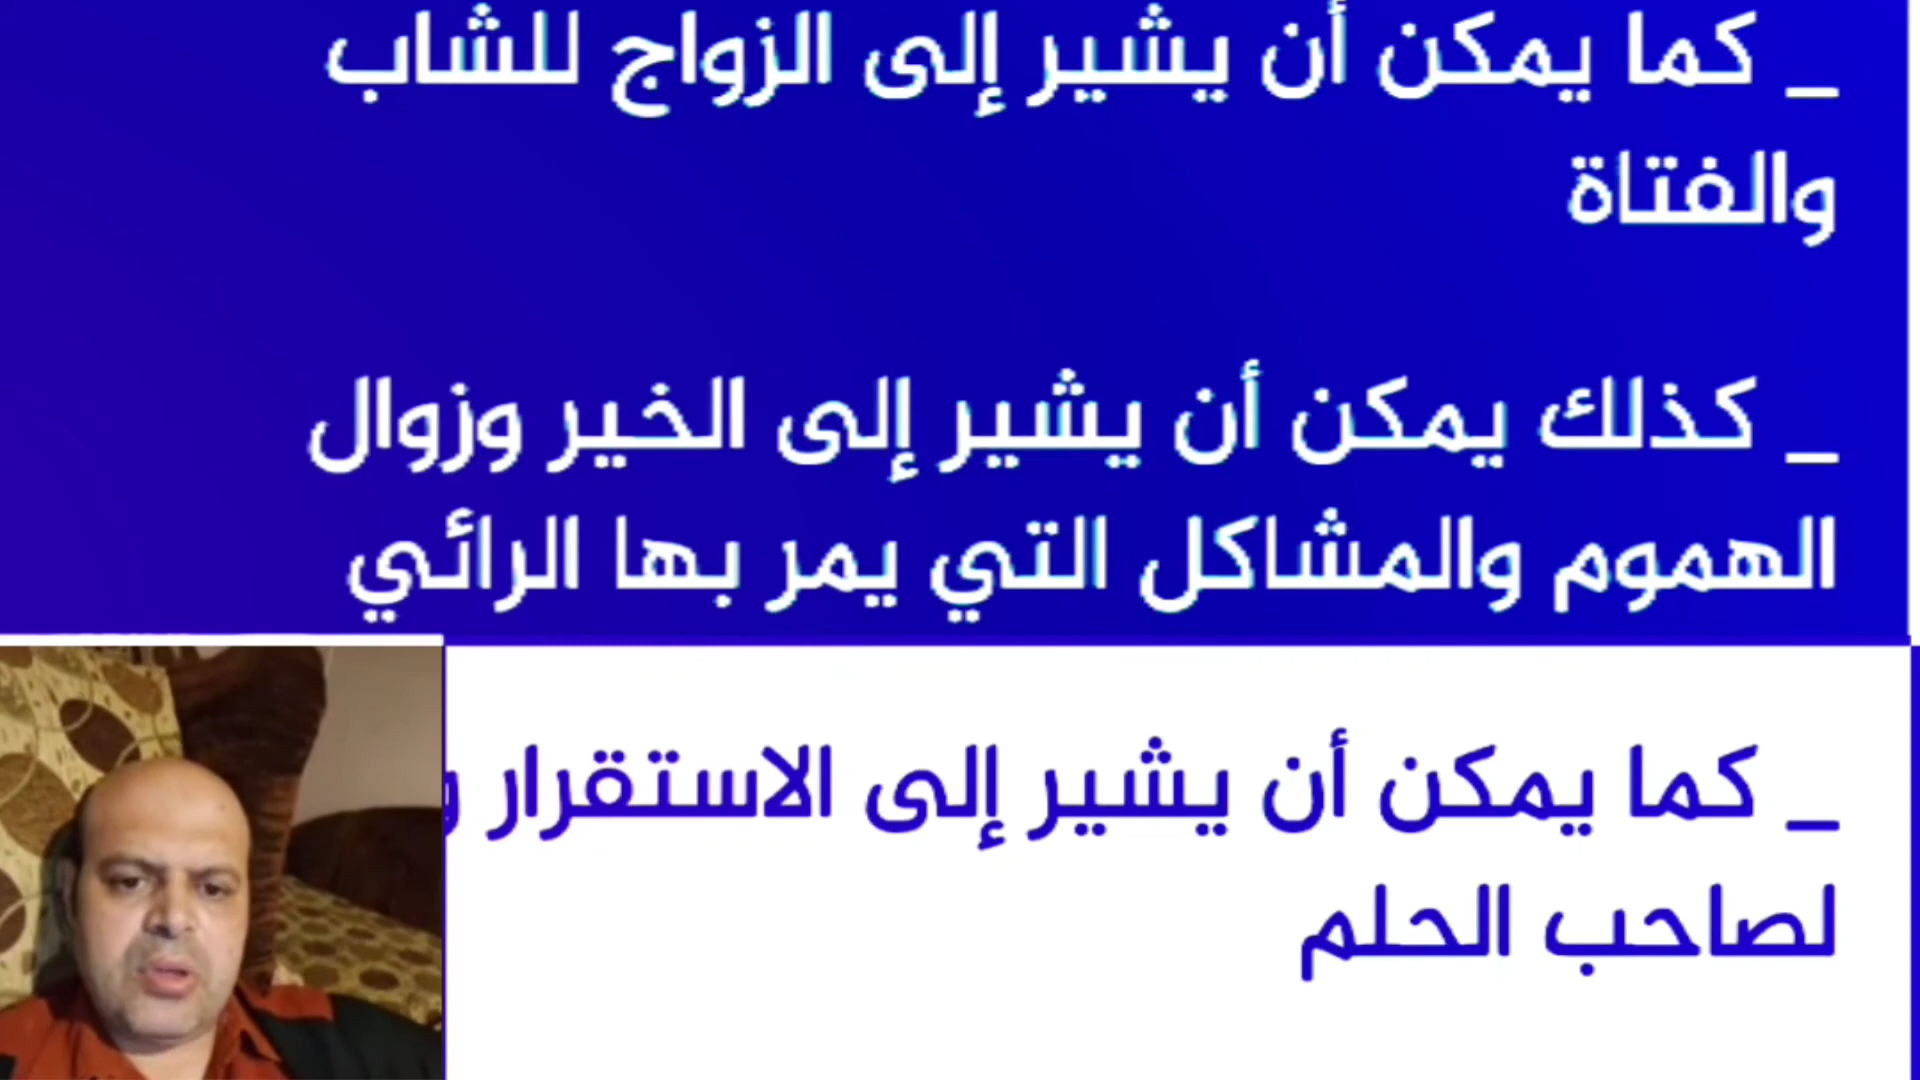 _ كما يمكن أن يشير إلى الزواج للشاب
والفتاة
_ كذلك يمكن أن يشير إلى الخير وزوال
الهموم والمشاكل التي يمر بها الرائي
_ كما يمكن أن يشير إلى الاستقرار
لصاحب الحلم